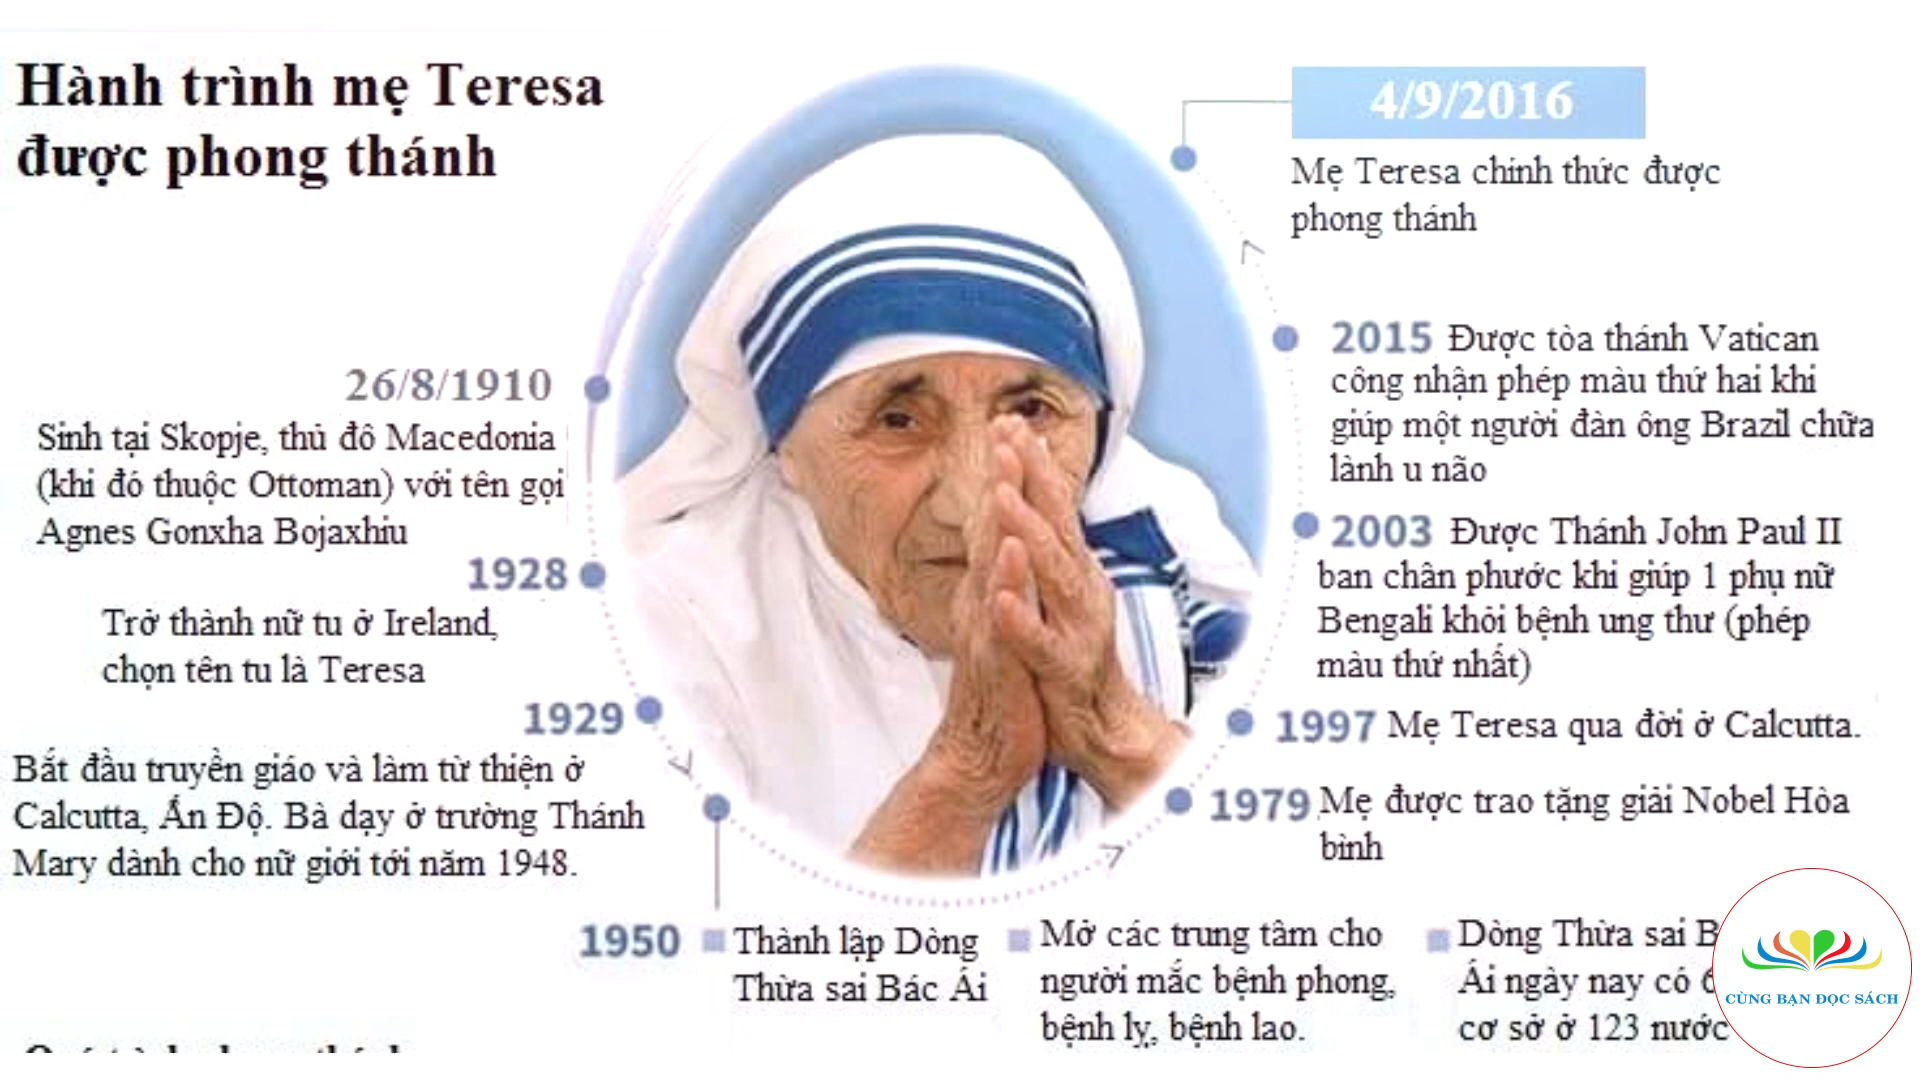 Hành trình mẹ Teresa
được phong thánh
26/8/1910
Sinh tại Skopje, thủ đô Macedonia
(khi đó thuộc Ottoman) với tên gọi
Agnes Gonxha Bojaxhiu
1928
Trở thành nữ tu ở Ireland,
chọn tên tu là Teresa
1929
Bắt đầu truyền giáo và làm từ thiện ở
Calcutta, Ấn Độ. Bà dạy ở trường Thánh
Mary dành cho nữ giới tới năm 1948.
1950
Thành lập Dòng
Thừa sai Bác Ái
Mở các trung tâm cho
người mắc bệnh phong,
bệnh lỵ, bệnh lao.
Dòng Thừa sai
Ái ngày nay có
cơ sở ở 123 nước
1979 Mẹ được trao tặng giải Nobel Hòa
bình
1997 Mẹ Teresa qua đời ở Calcutta.
2003 Được Thánh John Paul II
ban chân phước khi giúp 1 phụ nữ
Bengali khỏi bệnh ung thư (phép
màu thứ nhất)
2015 Được tòa thánh Vatican
công nhận phép màu thứ hai khi
giúp một người đàn ông Brazil chữa
lành u não
4/9/2016
Mẹ Teresa chính thức được
phong thánh
CÙNG BẠN ĐỌC SÁCH